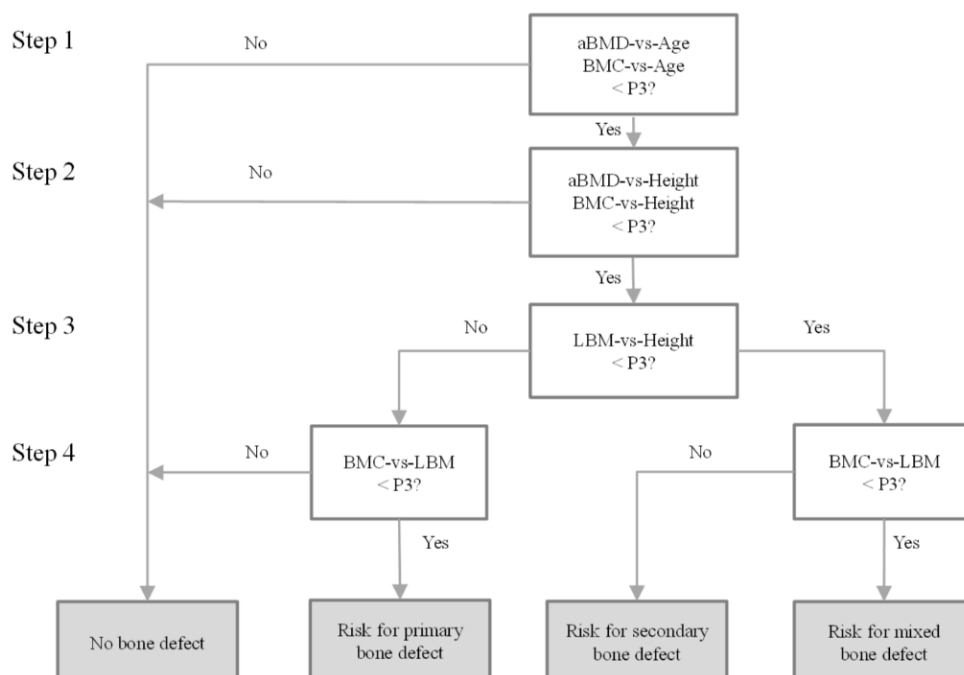 Step 1
No
aBMD-vs-Age
BMC-vs-Age
< P3?
Yes
Step 2
No
aBMD-vs-Height
BMC-vs-Height
< P3?
Yes
Step 3
No
LBM-vs-Height
< P3?
Yes
Step 4
No
BMC-vs-LBM
< P3?
No
BMC-vs-LBM
< P3?
Yes
Yes
No bone defect
Risk for primary
bone defect
Risk for secondary
bone defect
Risk for mixed
bone defect